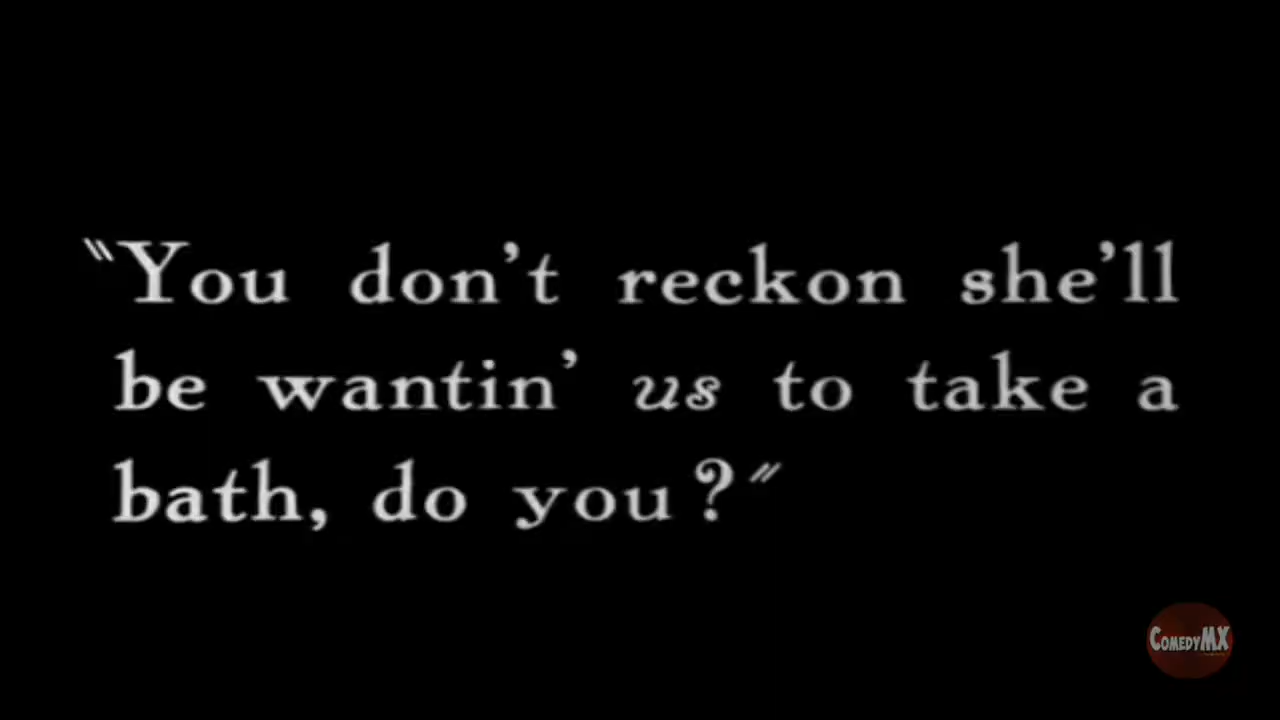 "You don't reckon she'll
be wantin' us to take a
bath, do you?"
COMEDYMX